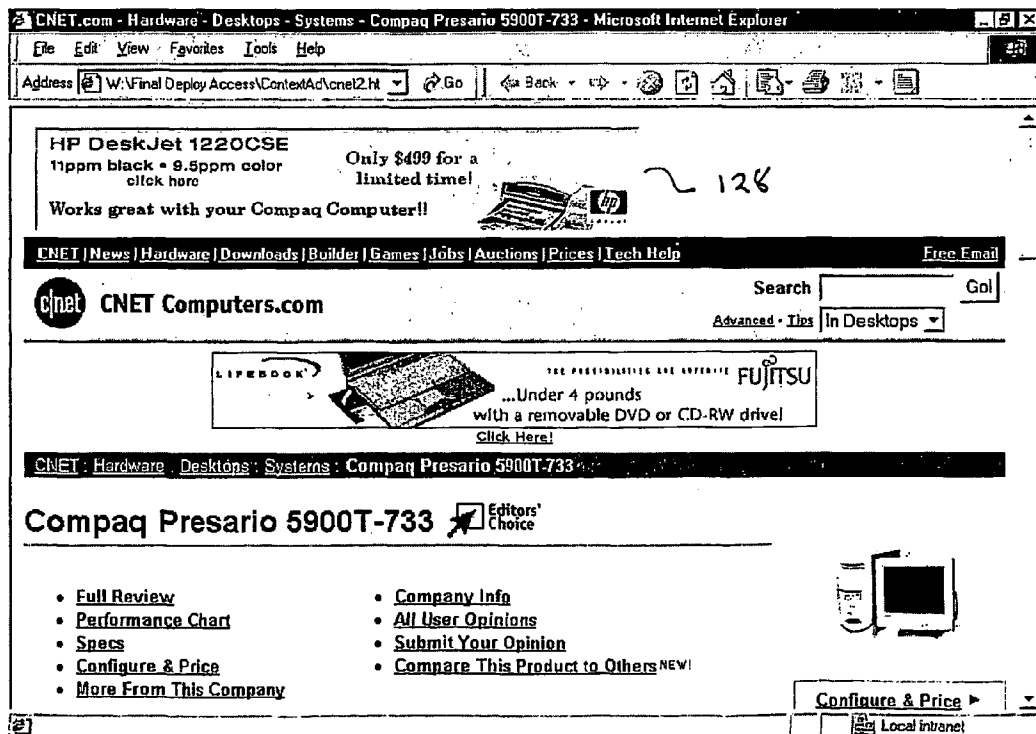 CNET.com - Hardware - Desktops - Systems - Compaq Presario 5900T-733 - Microsoft Internet Explorer
File Edit View Favorites Tools Help
Address W:\Final Deploy Access\ContextAd\cnet2.ht Go Back
HP DeskJet 1220CSE
11ppm black • 9.5ppm color
click here
Only $499 for a
limited time!
Works great with your Compaq Computer!!
hp
128
CNET | News | Hardware | Downloads | Builder | Games | Jobs | Auctions | Prices | Tech Help Free Email
c|net CNET Computers.com
Search Go!
Advanced · Tips In Desktops
LIFEBOOK
THE POSSIBILITIES ARE INFINITE FUJITSU
...Under 4 pounds
with a removable DVD or CD-RW drive!
Click Here!
CNET : Hardware : Desktops : Systems : Compaq Presario 5900T-733
Compaq Presario 5900T-733 Editors' Choice
• Full Review
• Performance Chart
• Specs
• Configure & Price
• More From This Company
• Company Info
• All User Opinions
• Submit Your Opinion
• Compare This Product to Others NEW!
Configure & Price ►
Local intranet